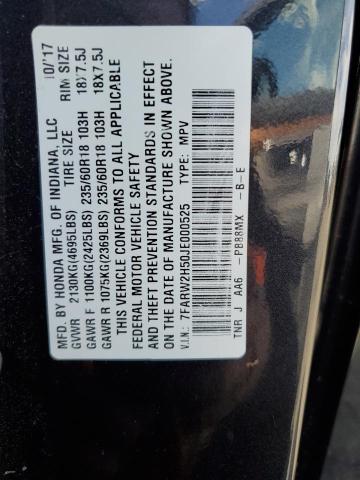 MFD. BY HONDA MFG. OF INDIANA, LLC 10/'17
TIRE SIZE RIM SIZE
GVWR 2130KG(4695LBS)
GAWR F 1100KG(2425LBS) 235/60R18 103H 18X7.5J
GAWR R 1075KG(2369LBS) 235/60R18 103H 18X7.5J
THIS VEHICLE CONFORMS TO ALL APPLICABLE
FEDERAL MOTOR VEHICLE SAFETY
AND THEFT PREVENTION STANDARDS IN EFFECT
ON THE DATE OF MANUFACTURE SHOWN ABOVE.
V.I.N.: 7FARW2H50JE000525 TYPE: MPV
TNR J AA6 -PB88MX -B-E